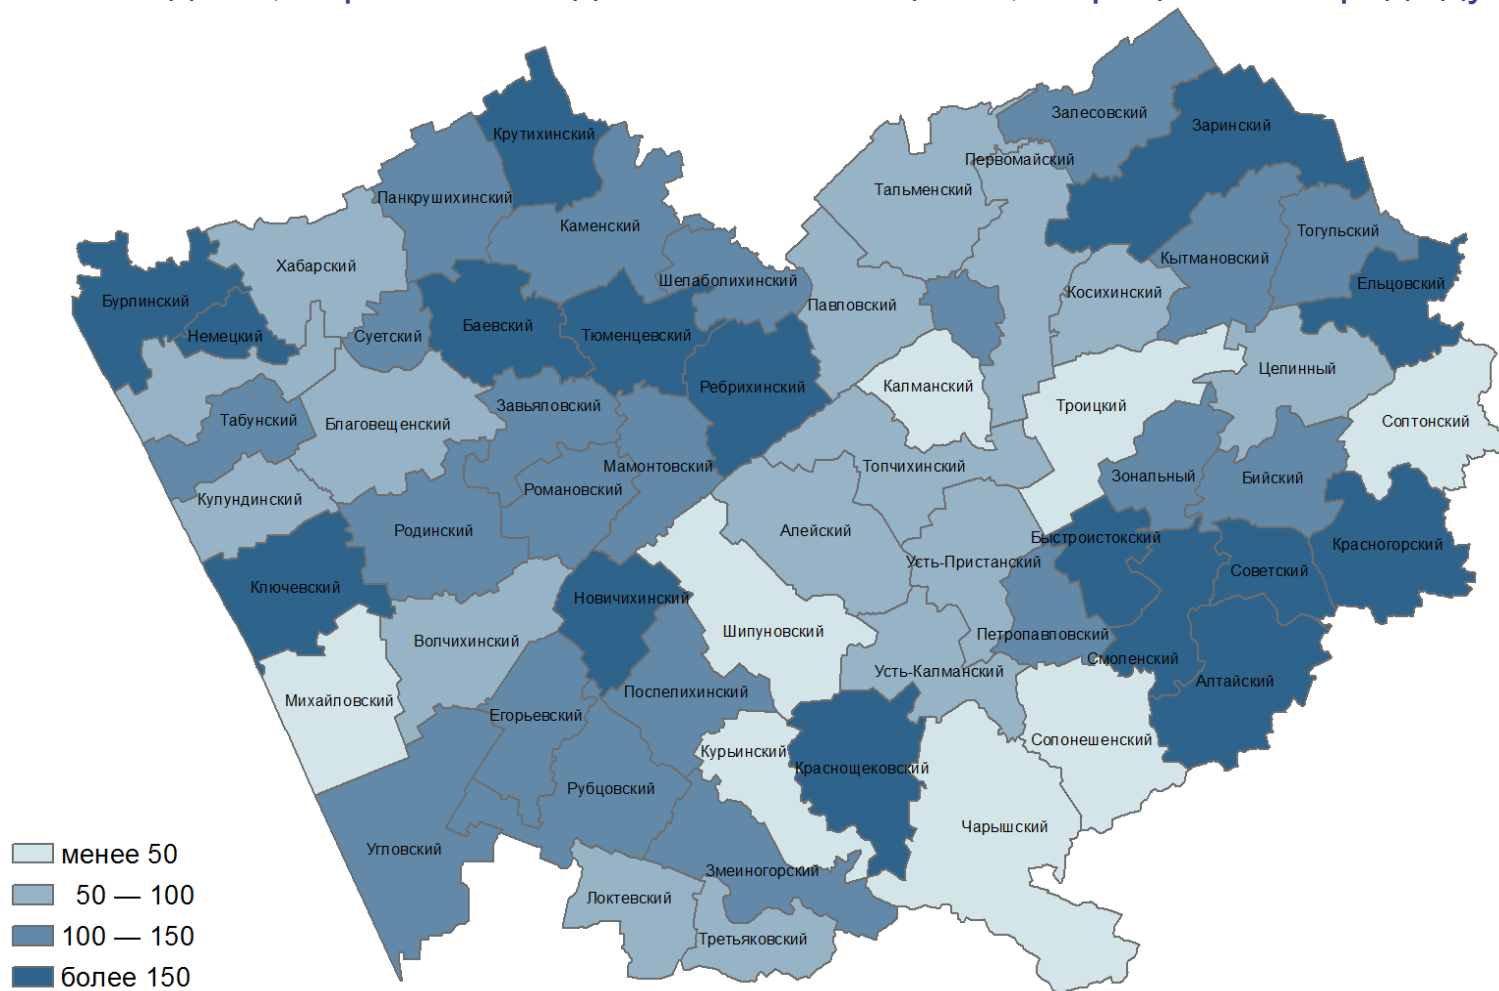 Залесовский
Заринский
Крутихинский
Первомайский
Тальменский
Панкрушихинский
Каменский
Тогульский
Кытмановский
Хабарский
Шелаболихинский
Ельцовский
Косихинский
Бурлинский
Павловский
Немецкий
Суетский
Баевский
Тюменцевский
Целинный
Ребрихинский
Калманский
Троицкий
Завьяловский
Табунский
Благовещенский
Солтонский
Мамонтовский
Топчихинский
Зональный
Бийский
Романовский
Кулундинский
Родинский
Алейский
Быстроистокский
Красногорский
Усть-Пристанский
Советский
Ключевский
Новичихинский
Шипуновский
Петропавловский
Волчихинский
Смоленский
Усть-Калманский
Алтайский
Поспелихинский
Михайловский
Егорьевский
Солонешенский
Курьинский
Краснощековский
Рубцовский
Чарышский
Угловский
Змеиногорский
Локтевский
Третьяковский
менее 50
50 — 100
100 — 150
более 150